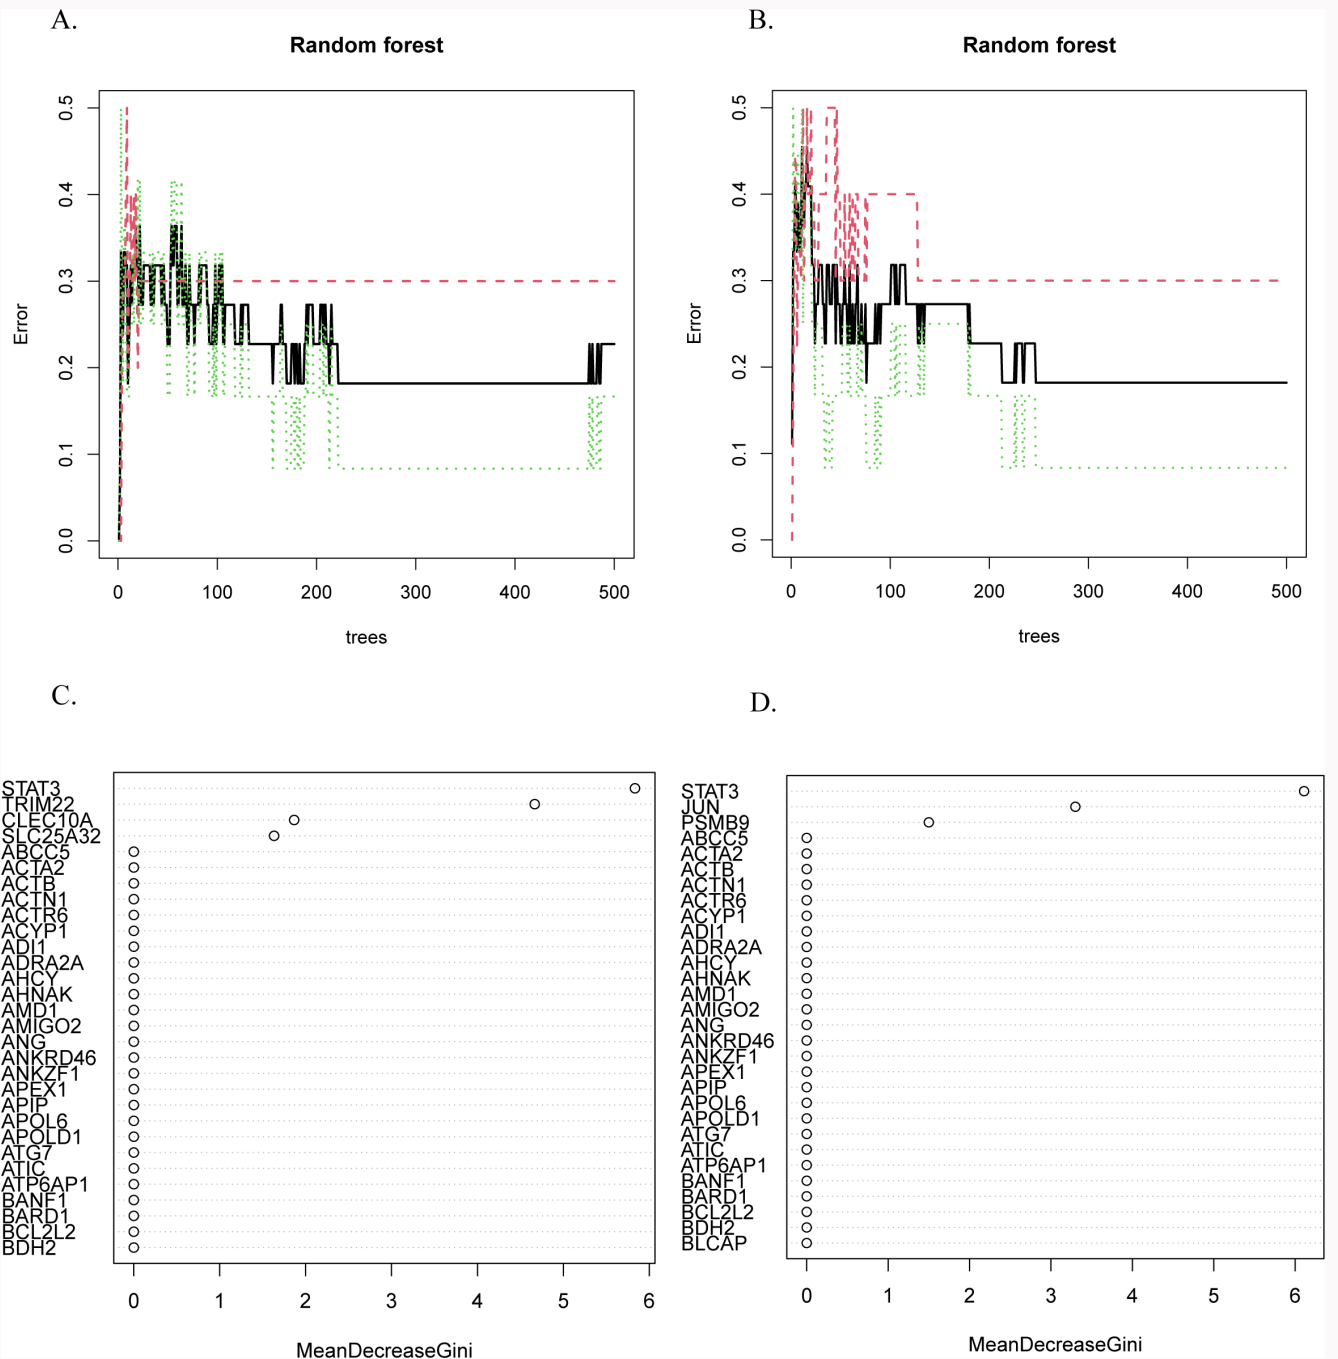 A.
Random forest
Error
0.5
0.4
0.3
0.2
0.1
0.0
0 100 200 300 400 500
trees
B.
Random forest
Error
0.5
0.4
0.3
0.2
0.1
0.0
0 100 200 300 400 500
trees
C.
STAT3
TRIM22
CLEC10A
SLC25A32
ABCC5
ACTA2
ACTB
ACTN1
ACTR6
ACYP1
ADI1
ADRA2A
AHCY
AHNAK
AMD1
AMIGO2
ANG
ANKRD46
ANKZF1
APEX1
APIP
APOL6
APOLD1
ATG7
ATIC
ATP6AP1
BANF1
BARD1
BCL2L2
BDH2
0 1 2 3 4 5 6
MeanDecreaseGini
D.
STAT3
JUN
PSMB9
ABCC5
ACTA2
ACTB
ACTN1
ACTR6
ACYP1
ADI1
ADRA2A
AHCY
AHNAK
AMD1
AMIGO2
ANG
ANKRD46
ANKZF1
APEX1
APIP
APOL6
APOLD1
ATG7
ATIC
ATP6AP1
BANF1
BARD1
BCL2L2
BDH2
BLCAP
0 1 2 3 4 5 6
MeanDecreaseGini